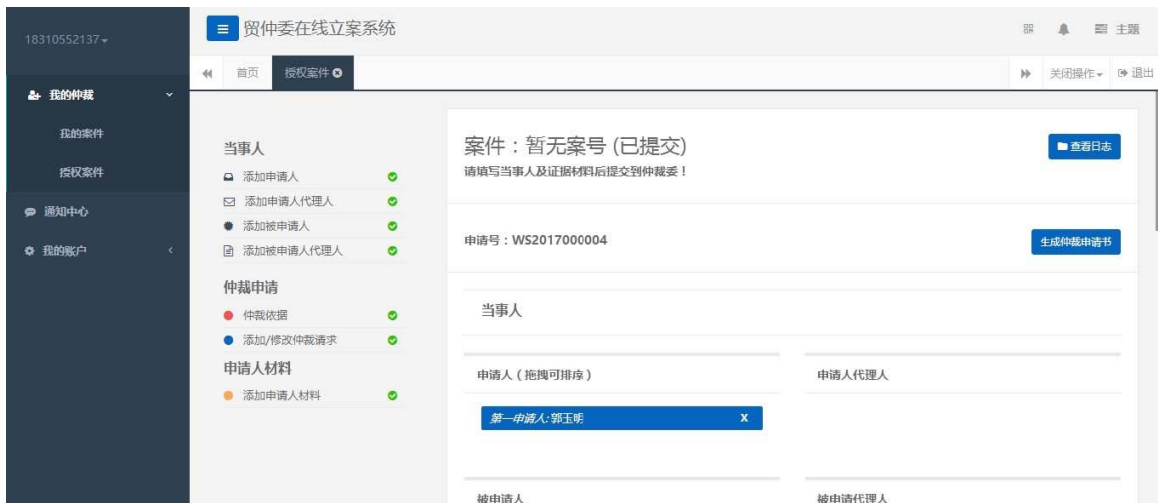 18310552137
贸仲委在线立案系统
主题
首页
授权案件
关闭操作
退出
我的仲裁
我的案件
授权案件
通知中心
我的账户
当事人
添加申请人
添加申请人代理人
添加被申请人
添加被申请人代理人
仲裁申请
仲裁依据
添加/修改仲裁请求
申请人材料
添加申请人材料
案件：暂无案号 (已提交)
查看日志
请填写当事人及证据材料后提交到仲裁委！
申请号：WS2017000004
生成仲裁申请书
当事人
申请人（拖拽可排序）
申请人代理人
第一申请人:郭玉明
x
被申请人
被申请代理人